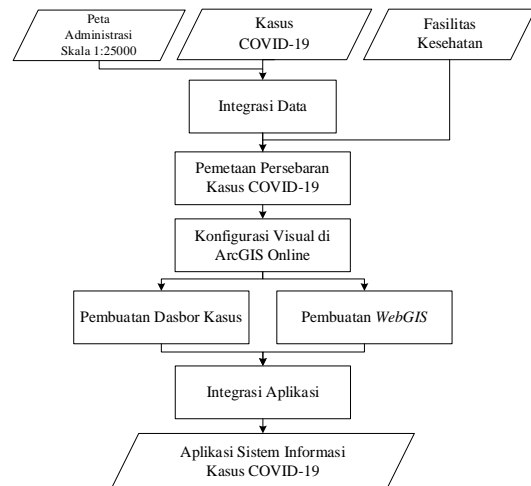 Peta
Administrasi
Skala 1:25000
Kasus
COVID-19
Fasilitas
Kesehatan
Integrasi Data
Pemetaan Persebaran
Kasus COVID-19
Konfigurasi Visual di
ArcGIS Online
Pembuatan Dasbor Kasus
Pembuatan WebGIS
Integrasi Aplikasi
Aplikasi Sistem Informasi
Kasus COVID-19